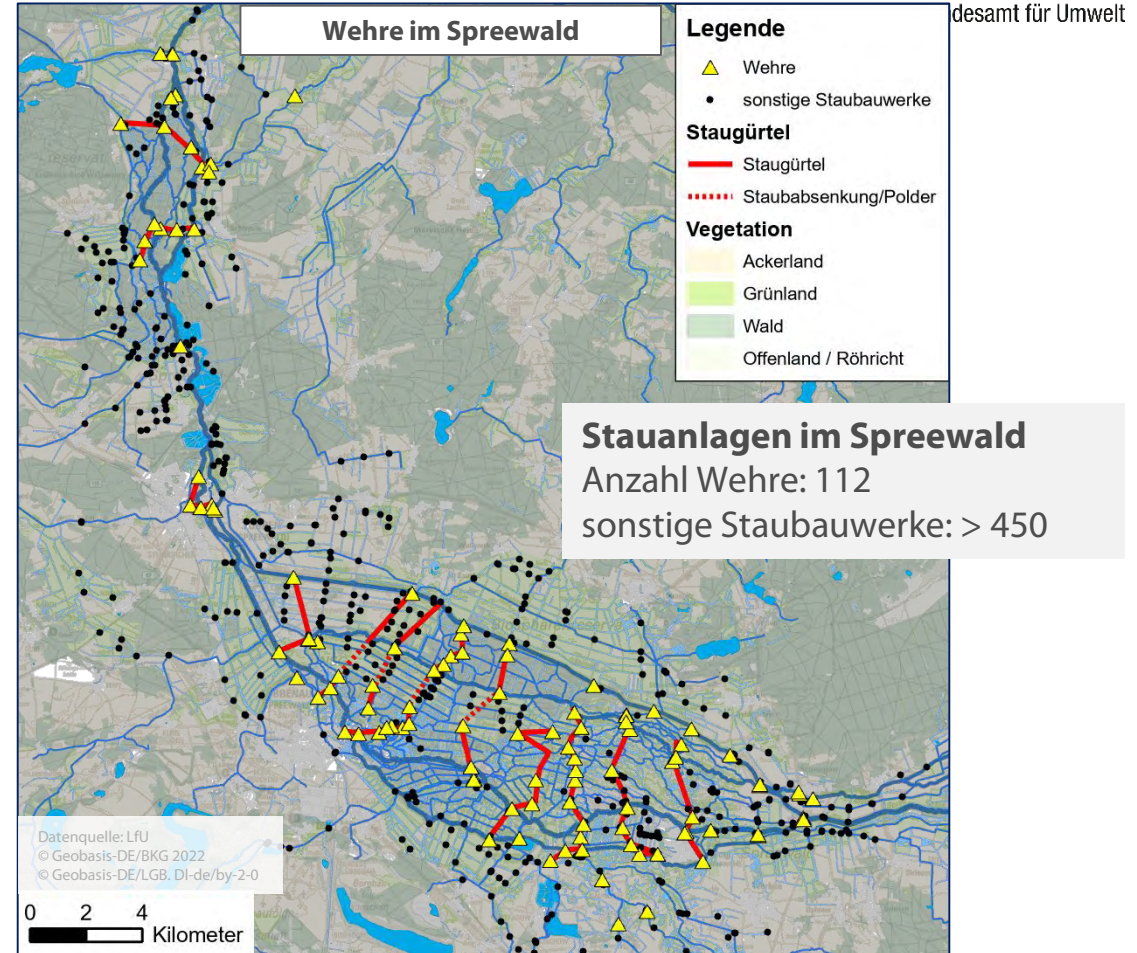 desamt für Umwelt
Wehre im Spreewald
Legende
Wehre
sonstige Staubauwerke
Staugürtel
Staugürtel
Staubabsenkung/Polder
Vegetation
Ackerland
Grünland
Wald
Offenland / Röhricht
Stauanlagen im Spreewald
Anzahl Wehre: 112
sonstige Staubauwerke: > 450
Datenquelle: LfU
© Geobasis-DE/BKG 2022
© Geobasis-DE/LGB. Dl-de/by-2-0
0 2 4
Kilometer